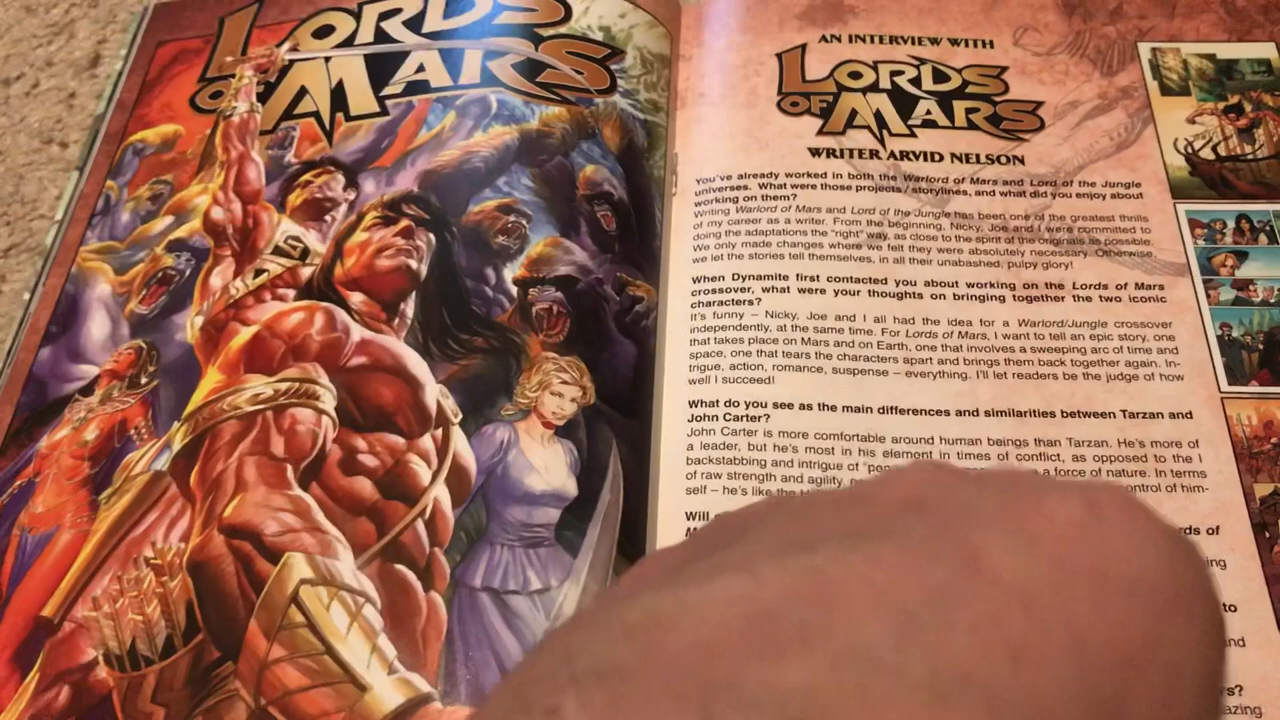 LORDS
OF MARS
AN INTERVIEW WITH
LORDS
OF MARS
WRITER ARVID NELSON
You've already worked in both the Warlord of Mars and Lord of the Jungle
universes. What were those projects / storylines, and what did you enjoy about
working on them?
Writing Warlord of Mars and Lord of the Jungle has been one of the greatest thrills
of my career as a writer. From the beginning, Nicky, Joe and I were committed to
doing the adaptations the "right" way, as close to the spirit of the originals as possible.
We only made changes where we felt they were absolutely necessary. Otherwise,
we let the stories tell themselves, in all their unabashed, pulpy glory!
When Dynamite first contacted you about working on the Lords of Mars
crossover, what were your thoughts on bringing together the two iconic
characters?
It's funny – Nicky, Joe and I all had the idea for a Warlord/Jungle crossover
independently, at the same time. For Lords of Mars, I want to tell an epic story, one
that takes place on Mars and on Earth, one that involves a sweeping arc of time and
space, one that tears the characters apart and brings them back together again. In-
trigue, action, romance, suspense – everything. I'll let readers be the judge of how
well I succeed!
What do you see as the main differences and similarities between Tarzan and
John Carter?
John Carter is more comfortable around human beings than Tarzan. He's more of
a leader, but he's most in his element in times of conflict, as opposed to the
backstabbing and intrigue of a force of nature. In terms
of raw strength and agility, control of him-
self – he's like the
Will
rds of
ing
to
and
s?
azing